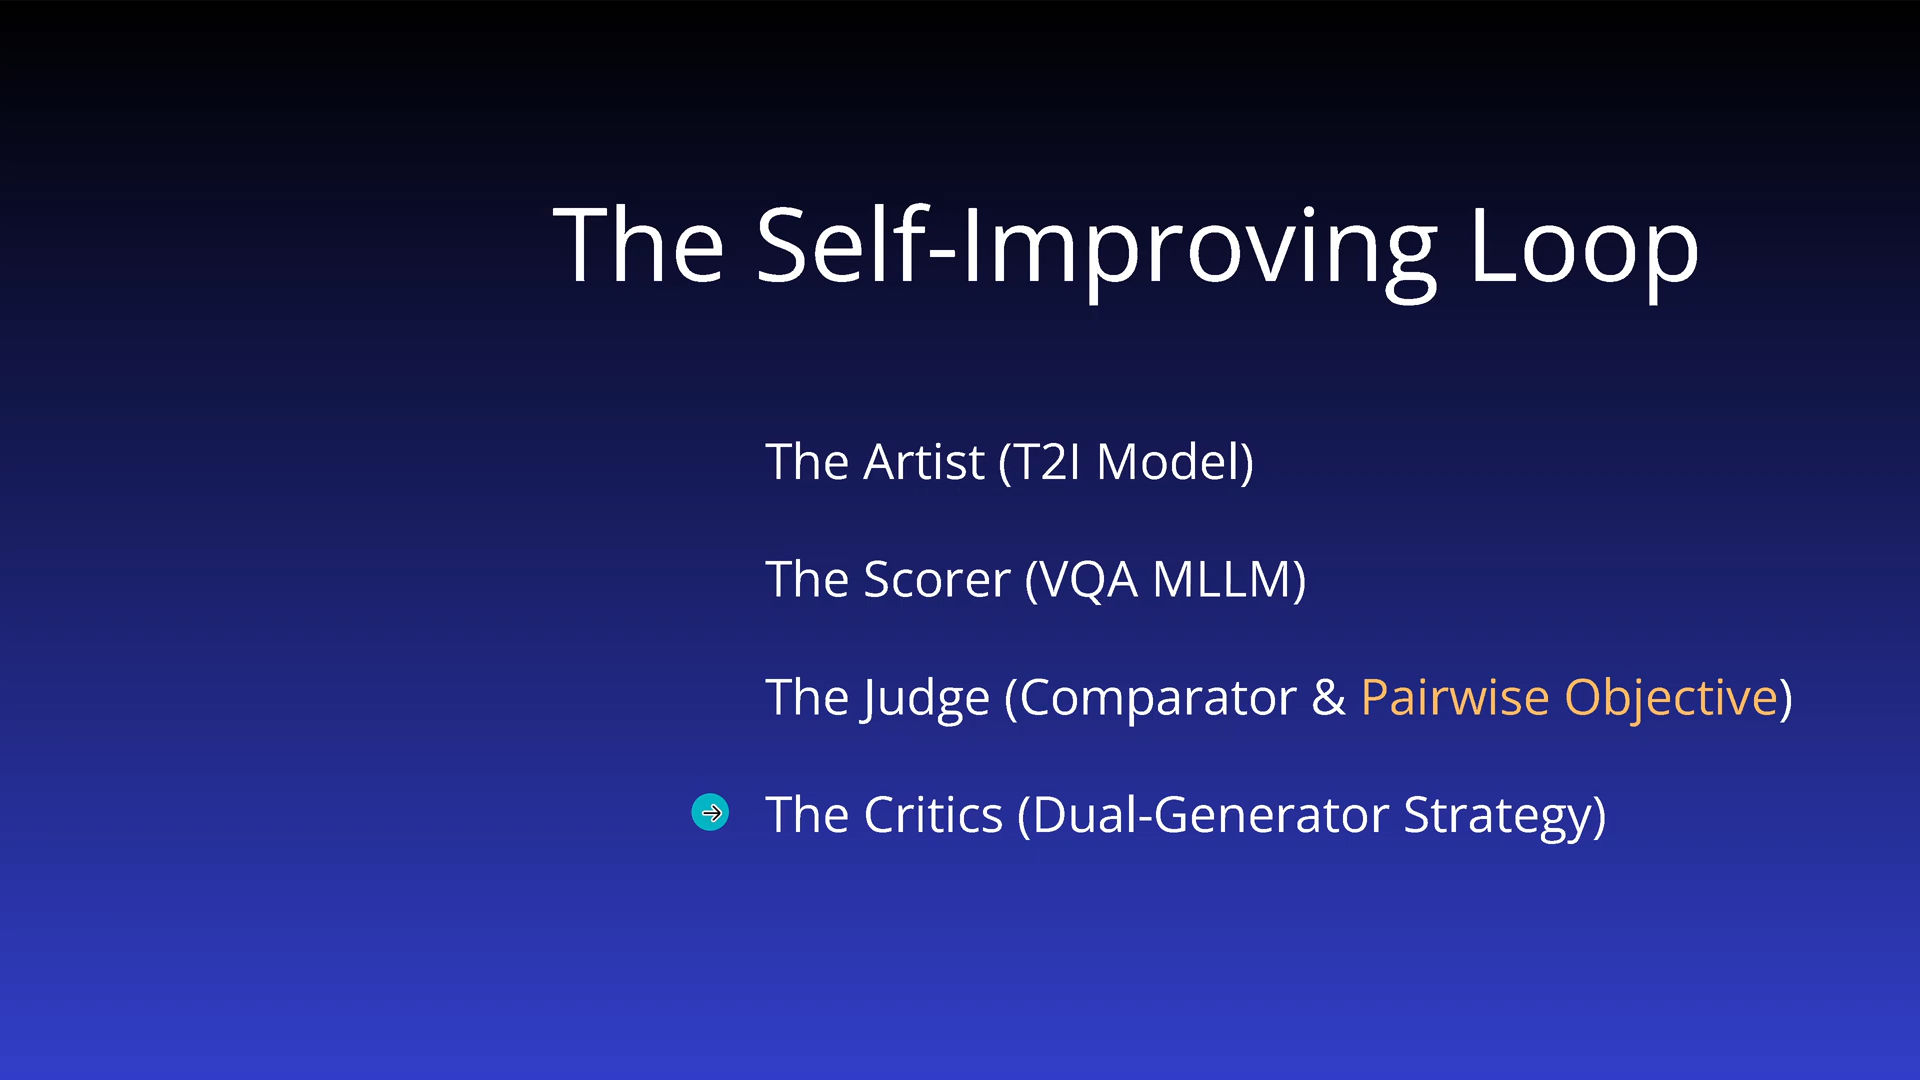 The Self-Improving Loop
The Artist (T2I Model)
The Scorer (VQA MLLM)
The Judge (Comparator & Pairwise Objective)
The Critics (Dual-Generator Strategy)